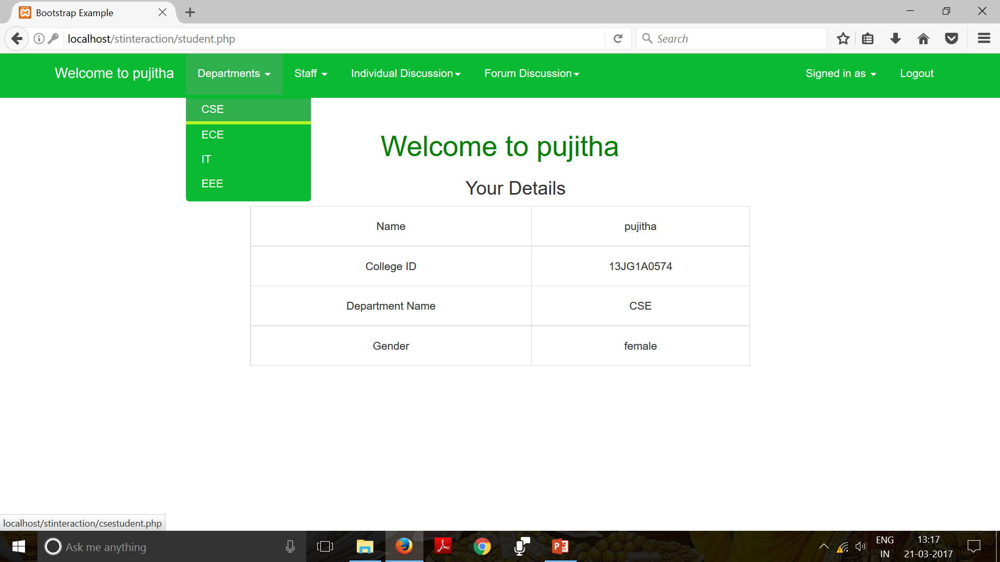 Bootstrap Example
localhost/stinteraction/student.php
Search
Welcome to pujitha
Departments
Staff
Individual Discussion
Forum Discussion
Signed in as
Logout
CSE
ECE
IT
EEE
Welcome to pujitha
Your Details
Name pujitha
College ID 13JG1A0574
Department Name CSE
Gender female
localhost/stinteraction/csestudent.php
Ask me anything
ENG
IN
13:17
21-03-2017